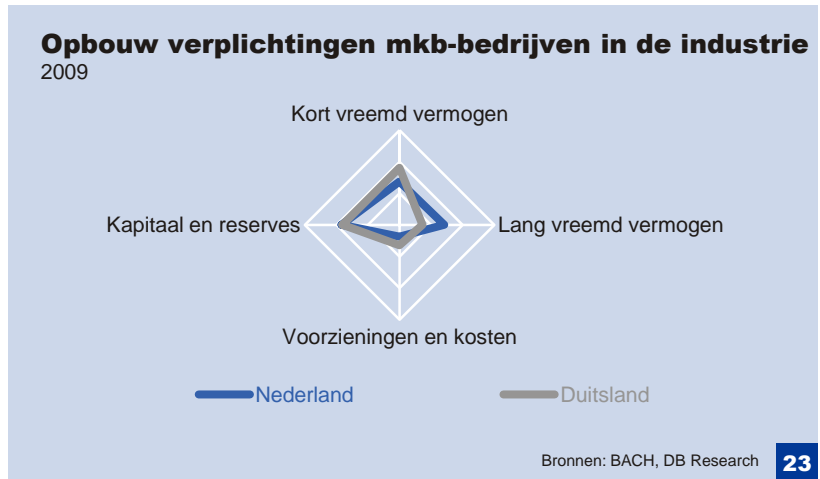 Opbouw verplichtingen mkb-bedrijven in de industrie
2009
Kort vreemd vermogen
Kapitaal en reserves
Lang vreemd vermogen
Voorzieningen en kosten
Nederland
Duitsland
Bronnen: BACH, DB Research
23